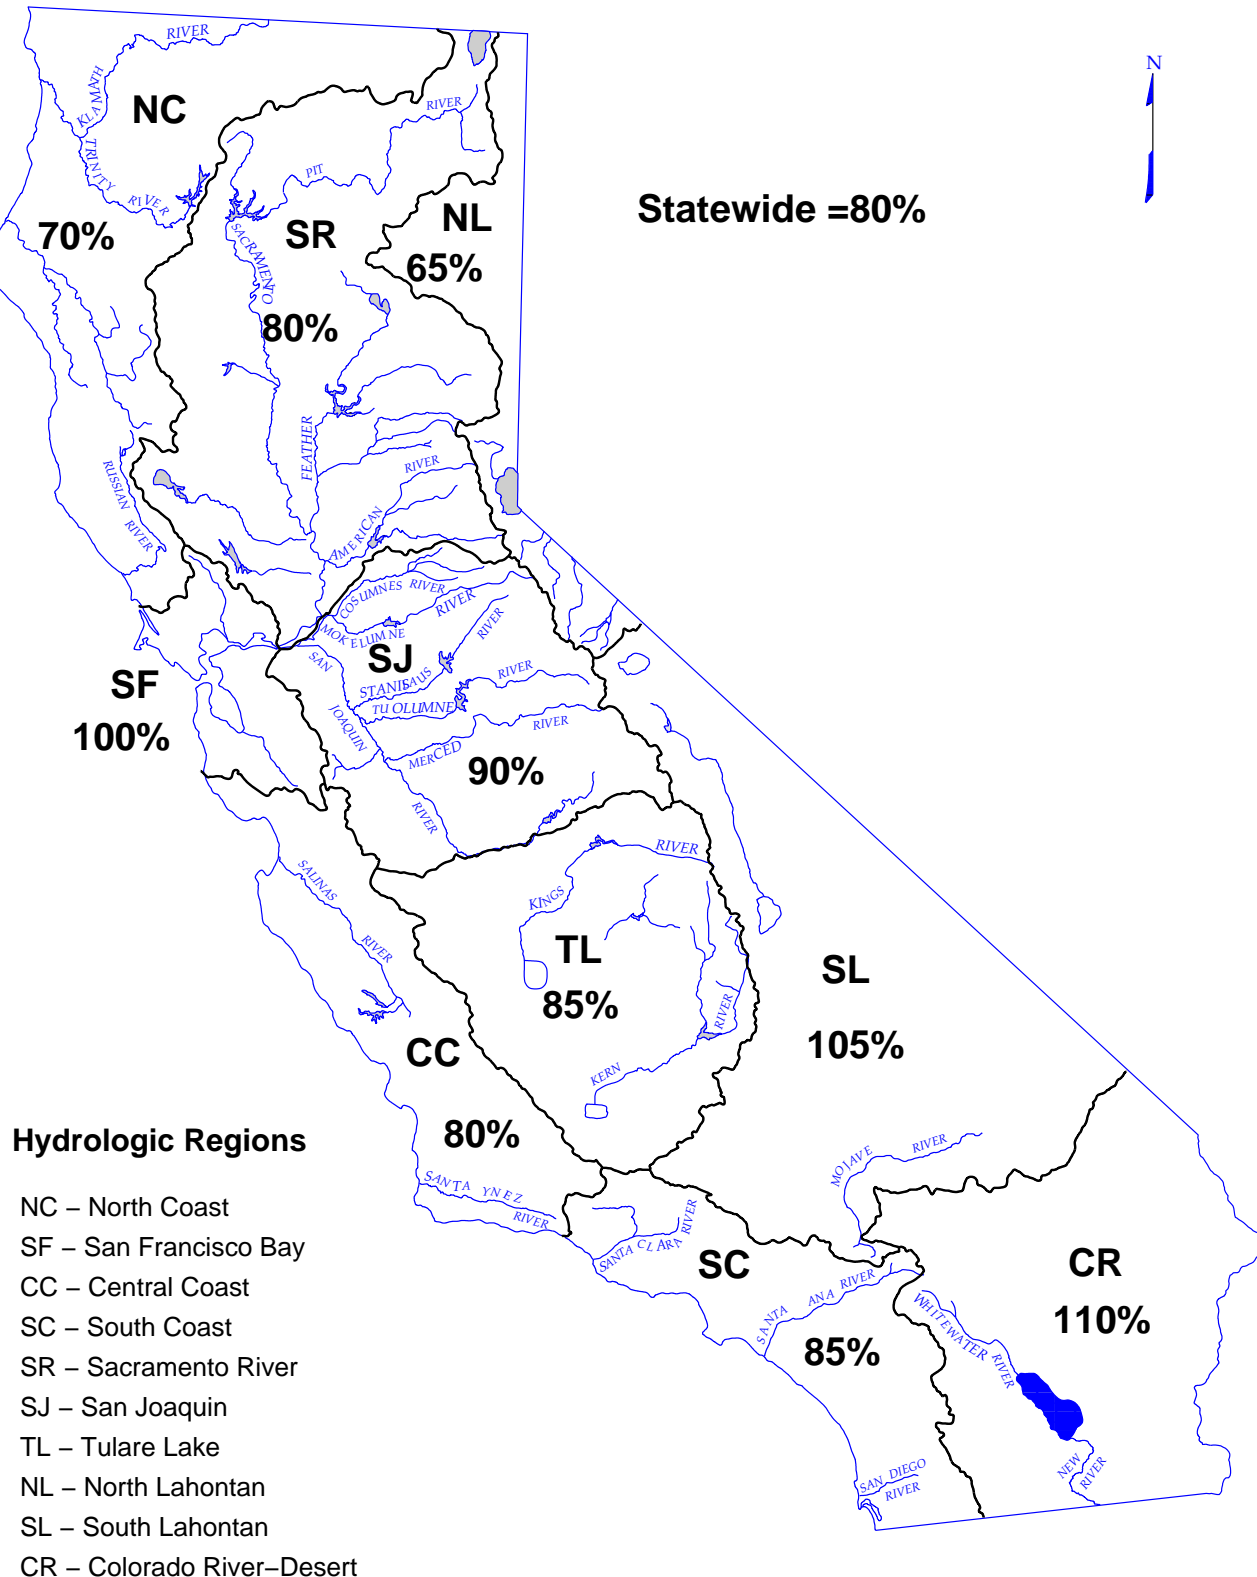 RIVER
N
KLAMATH
NC
RIVER
TRINITY RIVER
PIT
Statewide =80%
NL
70%
SR
65%
SACRAMENTO
80%
FEATHER
RIVER
RUSSIAN RIVER
AMERICAN
COSUMNES RIVER
RIVER
MOKELUMNE
RIVER
SAN
SJ
SF
STANISLAUS
RIVER
TUOLUMNE
100%
JOAQUIN
RIVER
MERCED
90%
RIVER
RIVER
SALINAS
KINGS
RIVER
TL
SL
85%
RIVER
105%
CC
KERN
80%
Hydrologic Regions
MOJAVE RIVER
SANTA YNEZ
RIVER
NC – North Coast
SANTA CLARA RIVER
SF – San Francisco Bay
SC
CR
CC – Central Coast
SANTA ANA RIVER
WHITEWATER RIVER
110%
SC – South Coast
85%
SR – Sacramento River
SJ – San Joaquin
TL – Tulare Lake
NEW RIVER
SAN DIEGO
RIVER
NL – North Lahontan
SL – South Lahontan
CR – Colorado River–Desert